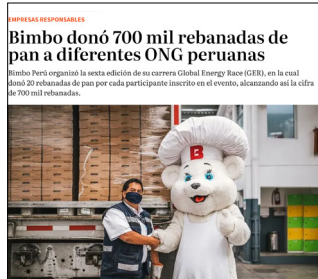 EMPRESAS RESPONSABLES
Bimbo donó 700 mil rebanadas de
pan a diferentes ONG peruanas
Bimbo Perú organizó la sexta edición de su carrera Global Energy Race (GER), en la cual
donó 20 rebanadas de pan por cada participante inscrito en el evento, alcanzando así la cifra
de 700 mil rebanadas.
B